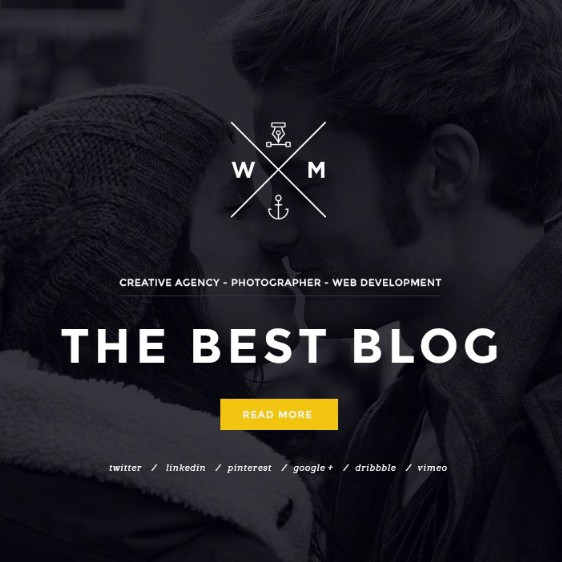 W M
CREATIVE AGENCY - PHOTOGRAPHER - WEB DEVELOPMENT
THE BEST BLOG
READ MORE
twitter / linkedin / pinterest / google + / dribbble / vimeo